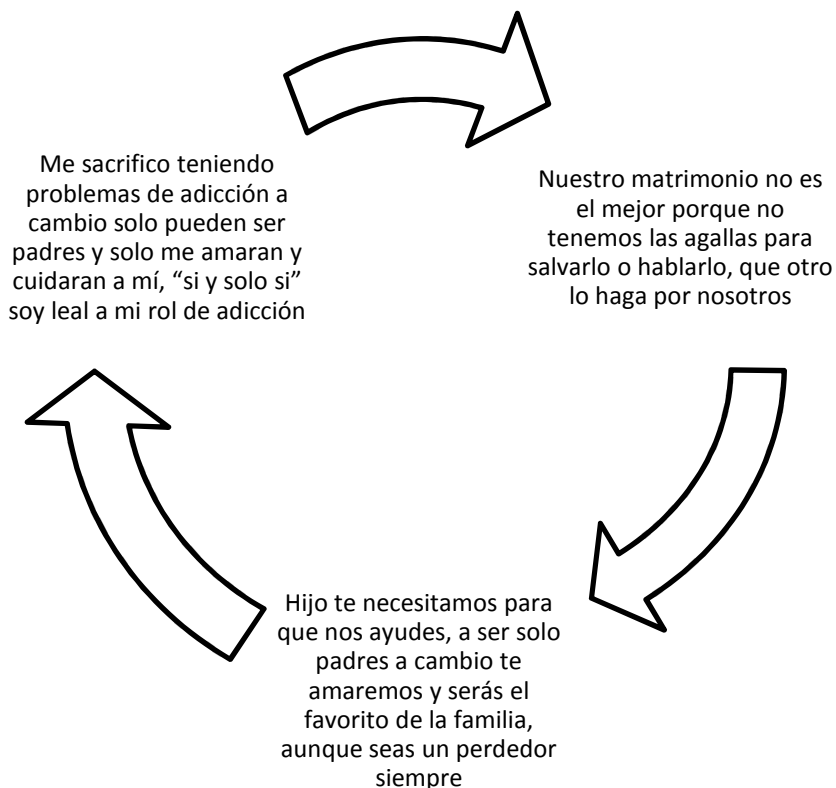 Me sacrifico teniendo
problemas de adicción a
cambio solo pueden ser
padres y solo me amaran y
cuidaran a mí, “si y solo si”
soy leal a mi rol de adicción
Nuestro matrimonio no es
el mejor porque no
tenemos las agallas para
salvarlo o hablarlo, que otro
lo haga por nosotros
Hijo te necesitamos para
que nos ayudes, a ser solo
padres a cambio te
amaremos y serás el
favorito de la familia,
aunque seas un perdedor
siempre